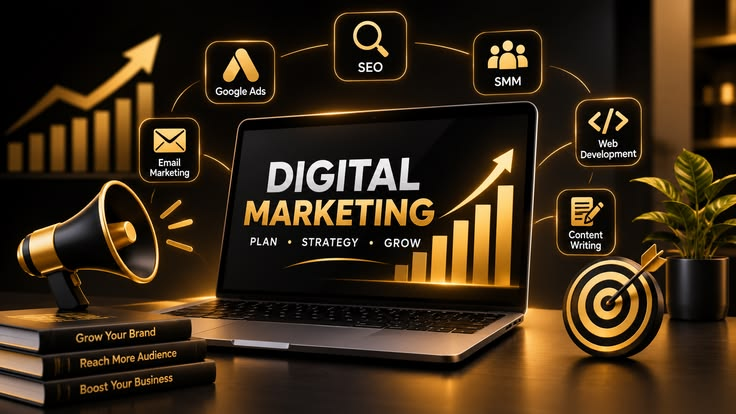 SEO
Google Ads
SMM
Email
Marketing
Web
Development
DIGITAL
MARKETING
PLAN • STRATEGY • GROW
Content
Writing
Grow Your Brand
Reach More Audience
Boost Your Business